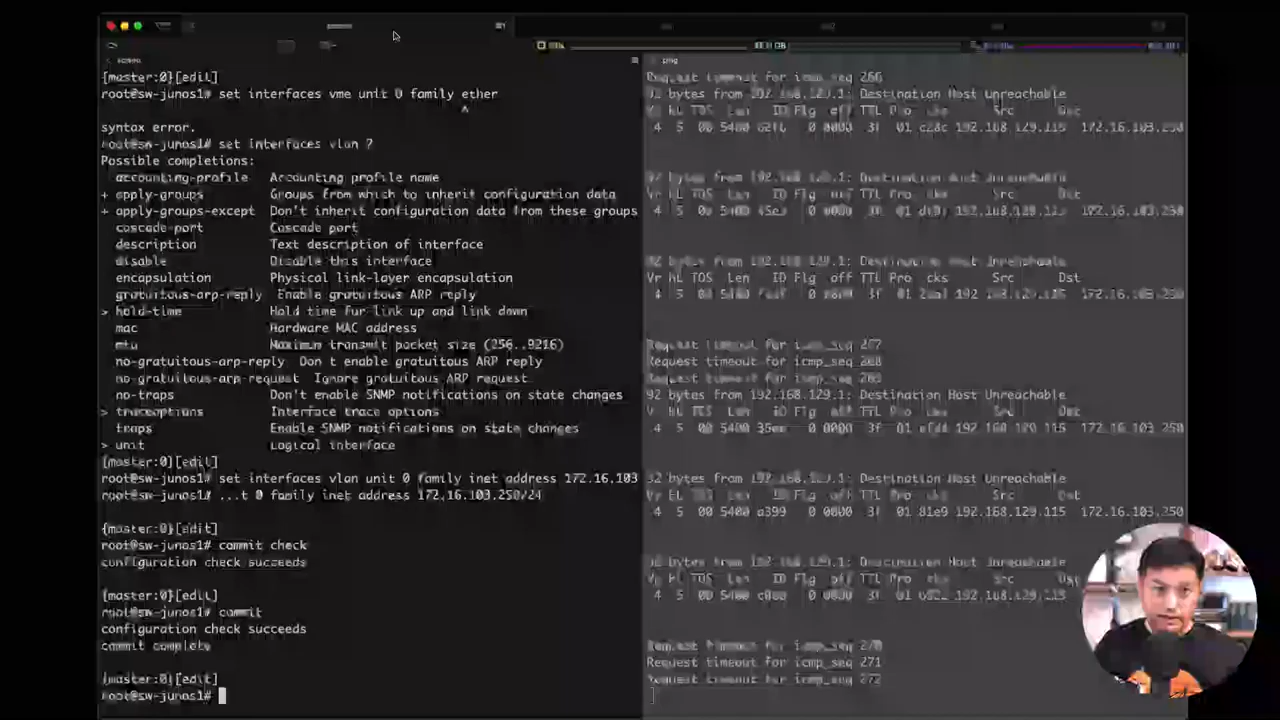 {master:0}[edit]
root@sw-junos1# set interfaces vme unit 0 family ether
^
syntax error.
root@sw-junos1# set interfaces vlan ?
Possible completions:
accounting-profile Accounting profile name
+ apply-groups Groups from which to inherit configuration data
+ apply-groups-except Don't inherit configuration data from these groups
cascade-port Cascade port
description Text description of interface
disable Disable this interface
encapsulation Physical link-layer encapsulation
gratuitous-arp-reply Enable gratuitous ARP reply
> hold-time Hold time for link up and link down
mac Hardware MAC address
mtu Maximum transmit packet size (256..9216)
no-gratuitous-arp-reply Don't enable gratuitous ARP reply
no-gratuitous-arp-request Ignore gratuitous ARP request
no-traps Don't enable SNMP notifications on state changes
> traceoptions Interface trace options
traps Enable SNMP notifications on state changes
> unit Logical interface
{master:0}[edit]
root@sw-junos1# set interfaces vlan unit 0 family inet address 172.16.103
root@sw-junos1# ...t 0 family inet address 172.16.103.250/24
{master:0}[edit]
root@sw-junos1# commit check
configuration check succeeds
{master:0}[edit]
root@sw-junos1# commit
configuration check succeeds
commit complete
{master:0}[edit]
root@sw-junos1#
ping
Request timeout for icmp_seq 266
92 bytes from 192.168.129.1: Destination Host Unreachable
Vr HL TOS Len ID Flg off TTL Pro cks Src Dst
4 5 00 5400 0 0000 3f 01 192.168.129.115 172.16.103.250
92 bytes from 192.168.129.1: Destination Host Unreachable
Vr HL TOS Len ID Flg off TTL Pro cks Src Dst
4 5 00 5400 0 0000 3f 01 192.168.129.115 172.16.103.250
92 bytes from 192.168.129.1: Destination Host Unreachable
Vr HL TOS Len ID Flg off TTL Pro cks Src Dst
4 5 00 5400 0 0000 3f 01 192.168.129.115 172.16.103.250
Request timeout for icmp_seq 267
Request timeout for icmp_seq 268
Request timeout for icmp_seq 269
92 bytes from 192.168.129.1: Destination Host Unreachable
Vr HL TOS Len ID Flg off TTL Pro cks Src Dst
4 5 00 5400 0 0000 3f 01 192.168.129.115 172.16.103.250
92 bytes from 192.168.129.1: Destination Host Unreachable
Vr HL TOS Len ID Flg off TTL Pro cks Src Dst
4 5 00 5400 a399 0 0000 3f 01 81e9 192.168.129.115 172.16.103.250
92 bytes from 192.168.129.1: Destination Host Unreachable
Vr HL TOS Len ID Flg off TTL Pro cks Src Dst
4 5 00 5400 0 0000 3f 01 192.168.129.115
Request timeout for icmp_seq 270
Request timeout for icmp_seq 271
Request timeout for icmp_seq 272